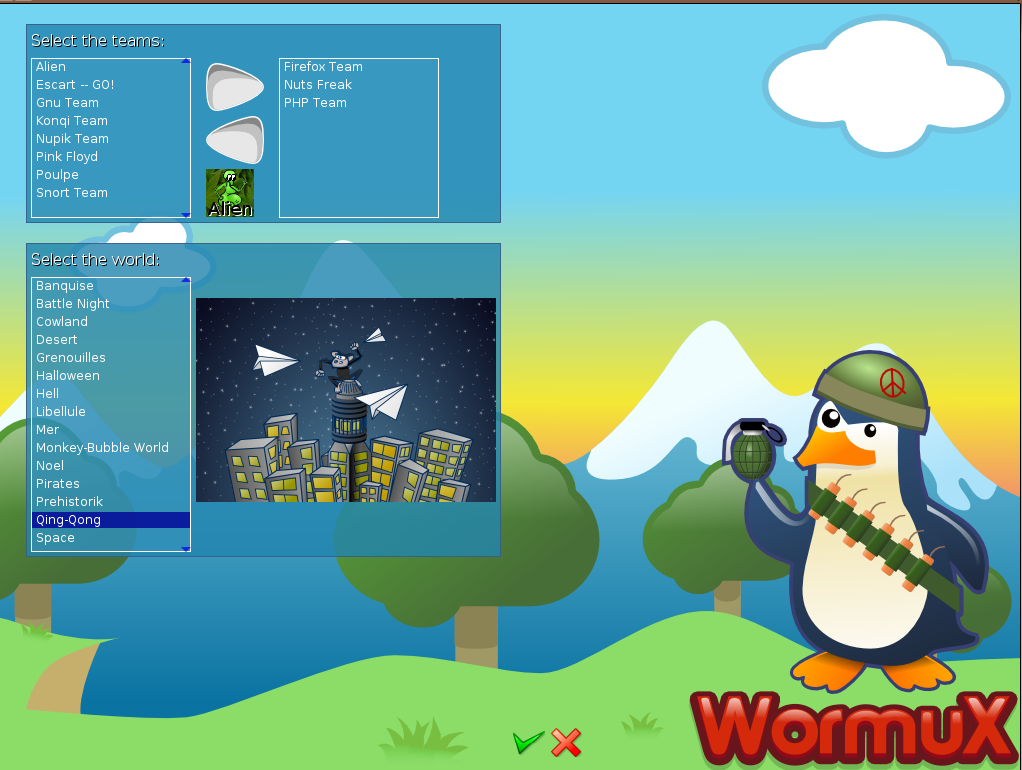 Select the teams:
Alien
Escart -- GO!
Gnu Team
Konqi Team
Nupik Team
Pink Floyd
Poulpe
Snort Team
Alien
Firefox Team
Nuts Freak
PHP Team
Select the world:
Banquise
Battle Night
Cowland
Desert
Grenouilles
Halloween
Hell
Libellule
Mer
Monkey-Bubble World
Noel
Pirates
Prehistorik
Qing-Qong
Space
WormuX